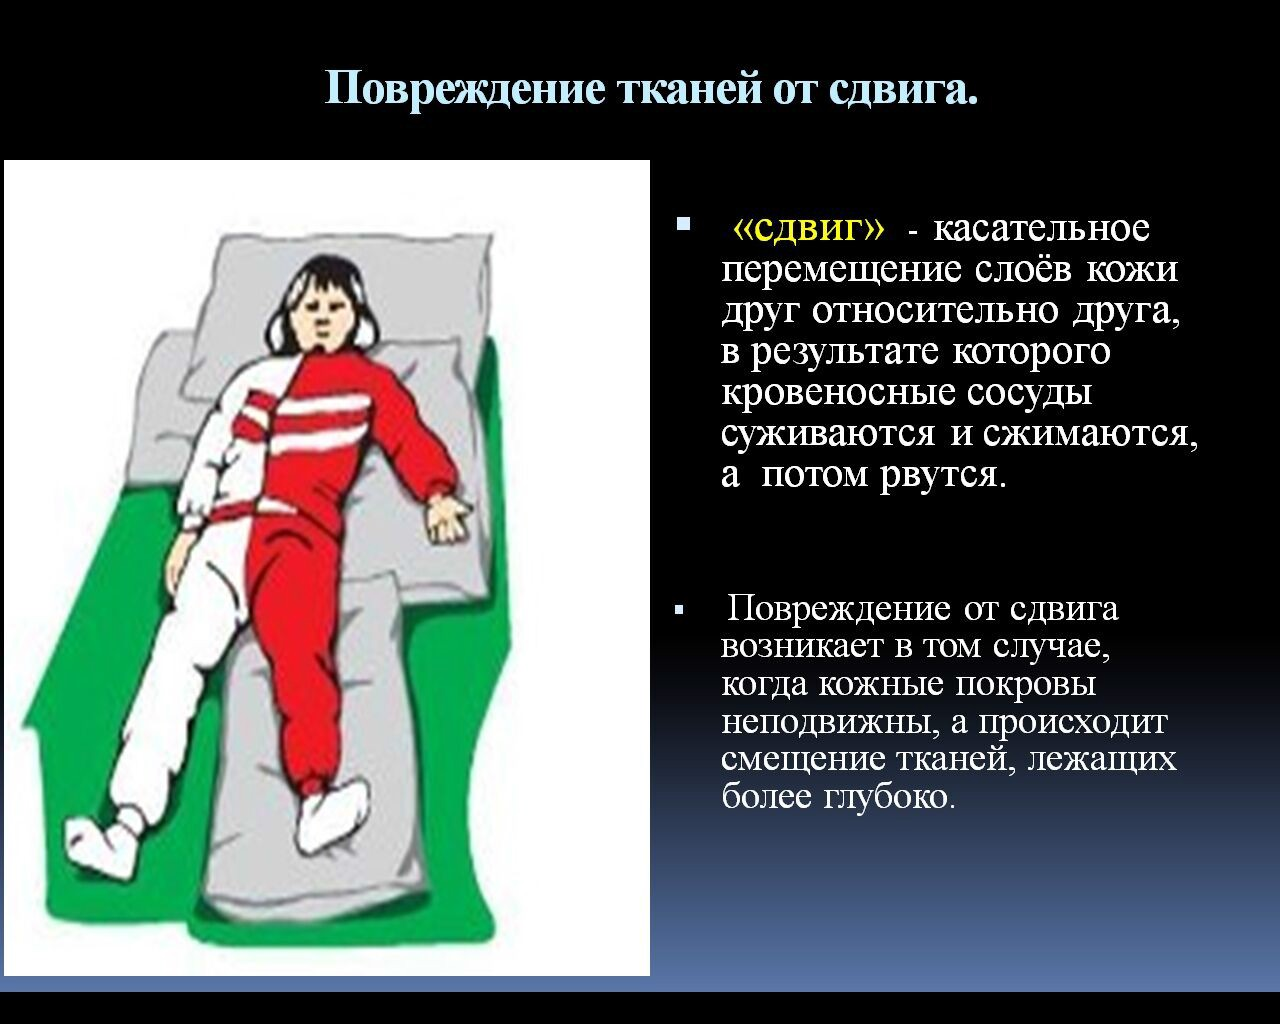 Повреждение тканей от сдвига.
«сдвиг» - касательное
перемещение слоёв кожи
друг относительно друга,
в результате которого
кровеносные сосуды
суживаются и сжимаются,
а потом рвутся.
Повреждение от сдвига
возникает в том случае,
когда кожные покровы
неподвижны, а происходит
смещение тканей, лежащих
более глубоко.